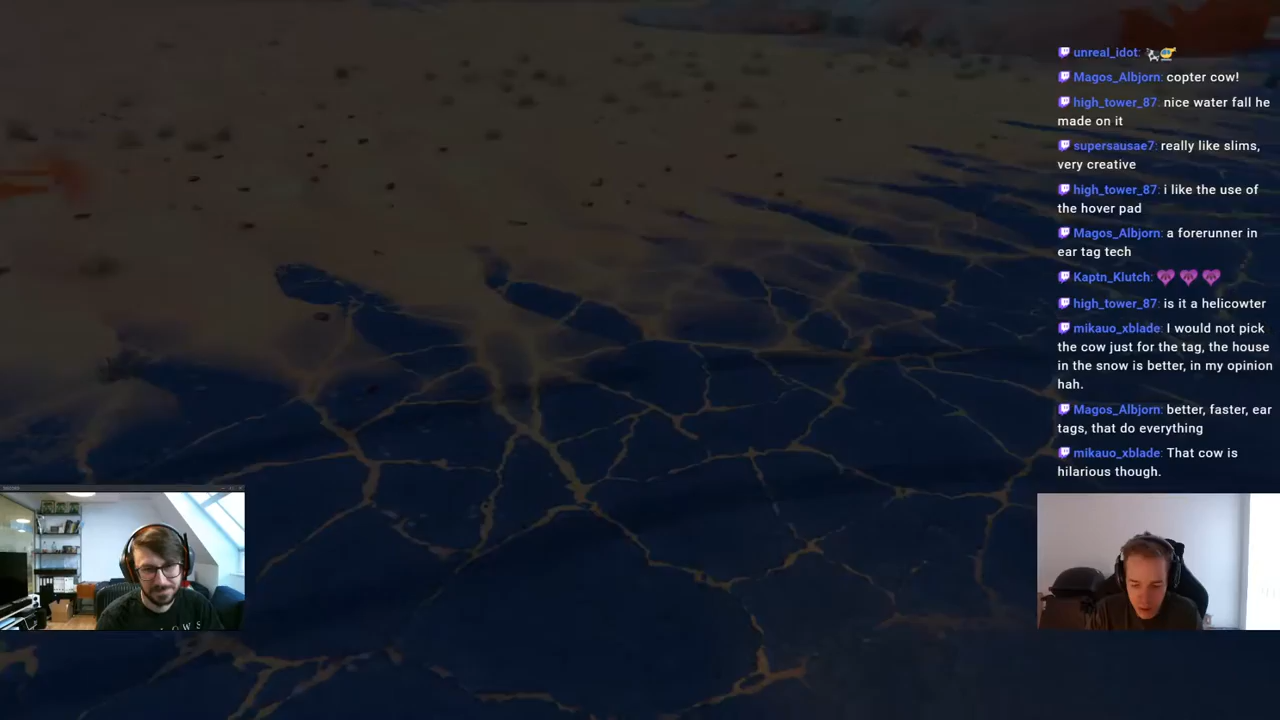 unreal_idot:
Magos_Albjorn: copter cow!
high_tower_87: nice water fall he
made on it
supersausae7: really like slims,
very creative
high_tower_87: i like the use of
the hover pad
Magos_Albjorn: a forerunner in
ear tag tech
Kaptn_Klutch:
high_tower_87: is it a helicowter
mikauo_xblade: I would not pick
the cow just for the tag, the house
in the snow is better, in my opinion
hah.
Magos_Albjorn: better, faster, ear
tags, that do everything
mikauo_xblade: That cow is
hilarious though.